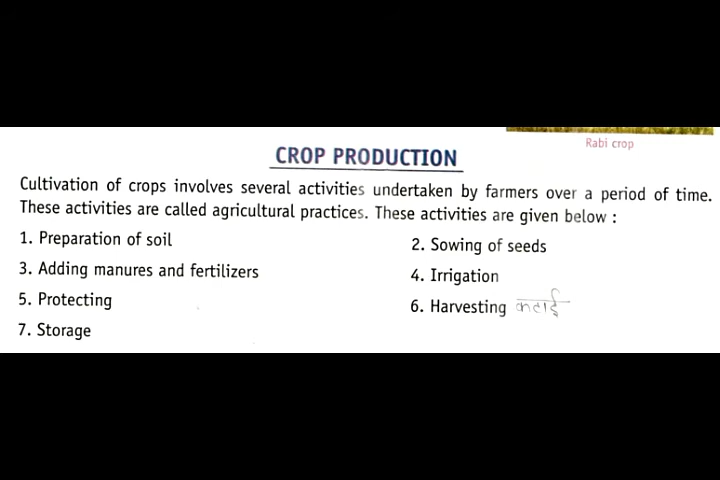 Rabi crop
CROP PRODUCTION
Cultivation of crops involves several activities undertaken by farmers over a period of time.
These activities are called agricultural practices. These activities are given below :
1. Preparation of soil
2. Sowing of seeds
3. Adding manures and fertilizers
4. Irrigation
5. Protecting
6. Harvesting कटाई
7. Storage